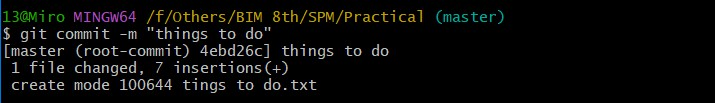 13@Miro MINGW64 /f/Others/BIM 8th/SPM/Practical (master)
$ git commit -m "things to do"
[master (root-commit) 4ebd26c] things to do
 1 file changed, 7 insertions(+)
 create mode 100644 tings to do.txt